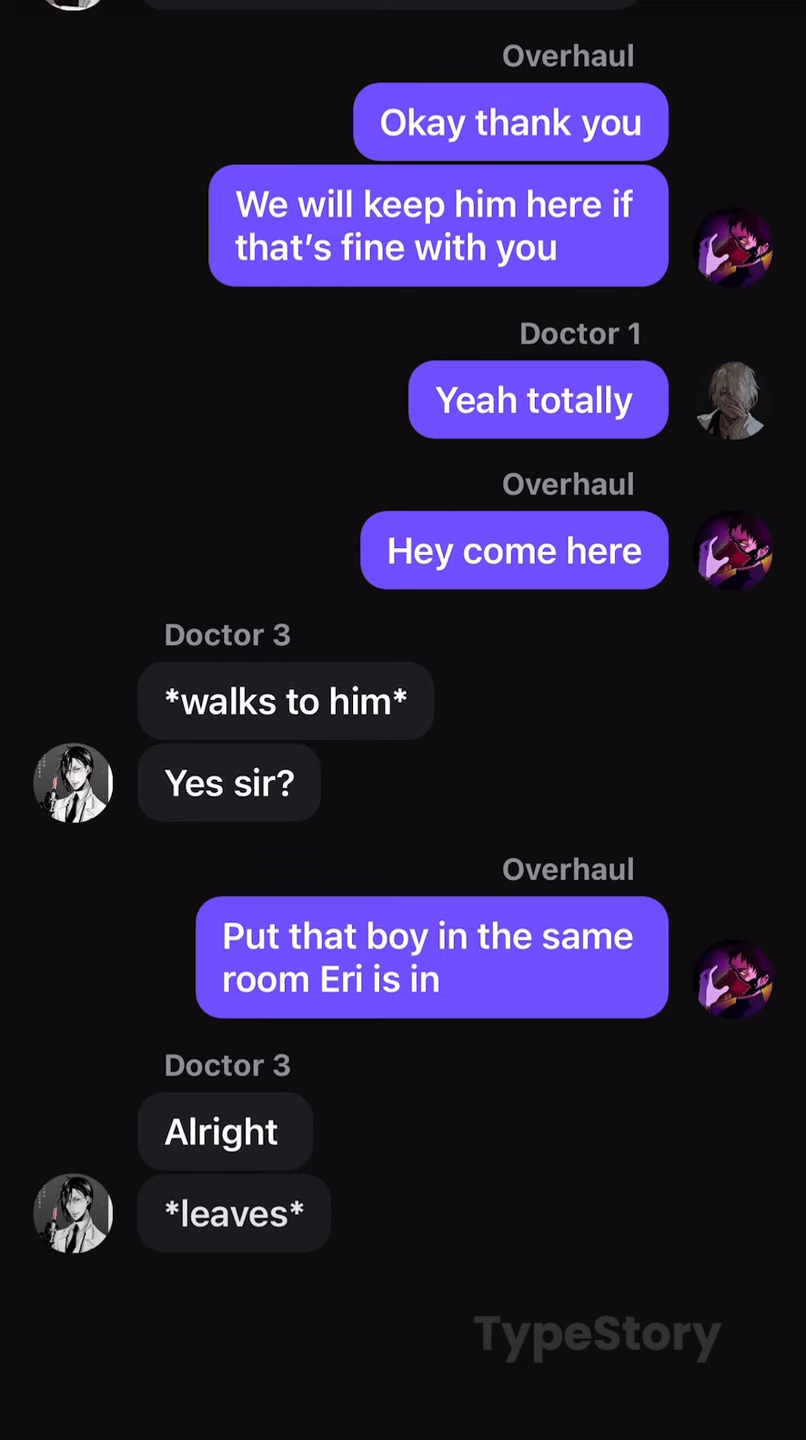 Overhaul
Okay thank you
We will keep him here if
that’s fine with you
Doctor 1
Yeah totally
Overhaul
Hey come here
Doctor 3
*walks to him*
Yes sir?
Overhaul
Put that boy in the same
room Eri is in
Doctor 3
Alright
*leaves*
TypeStory